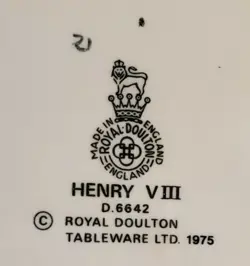 MADE IN ENGLAND
ROYAL·DOULTON
ENGLAND
HENRY VIII
D.6642
© ROYAL DOULTON
TABLEWARE LTD. 1975